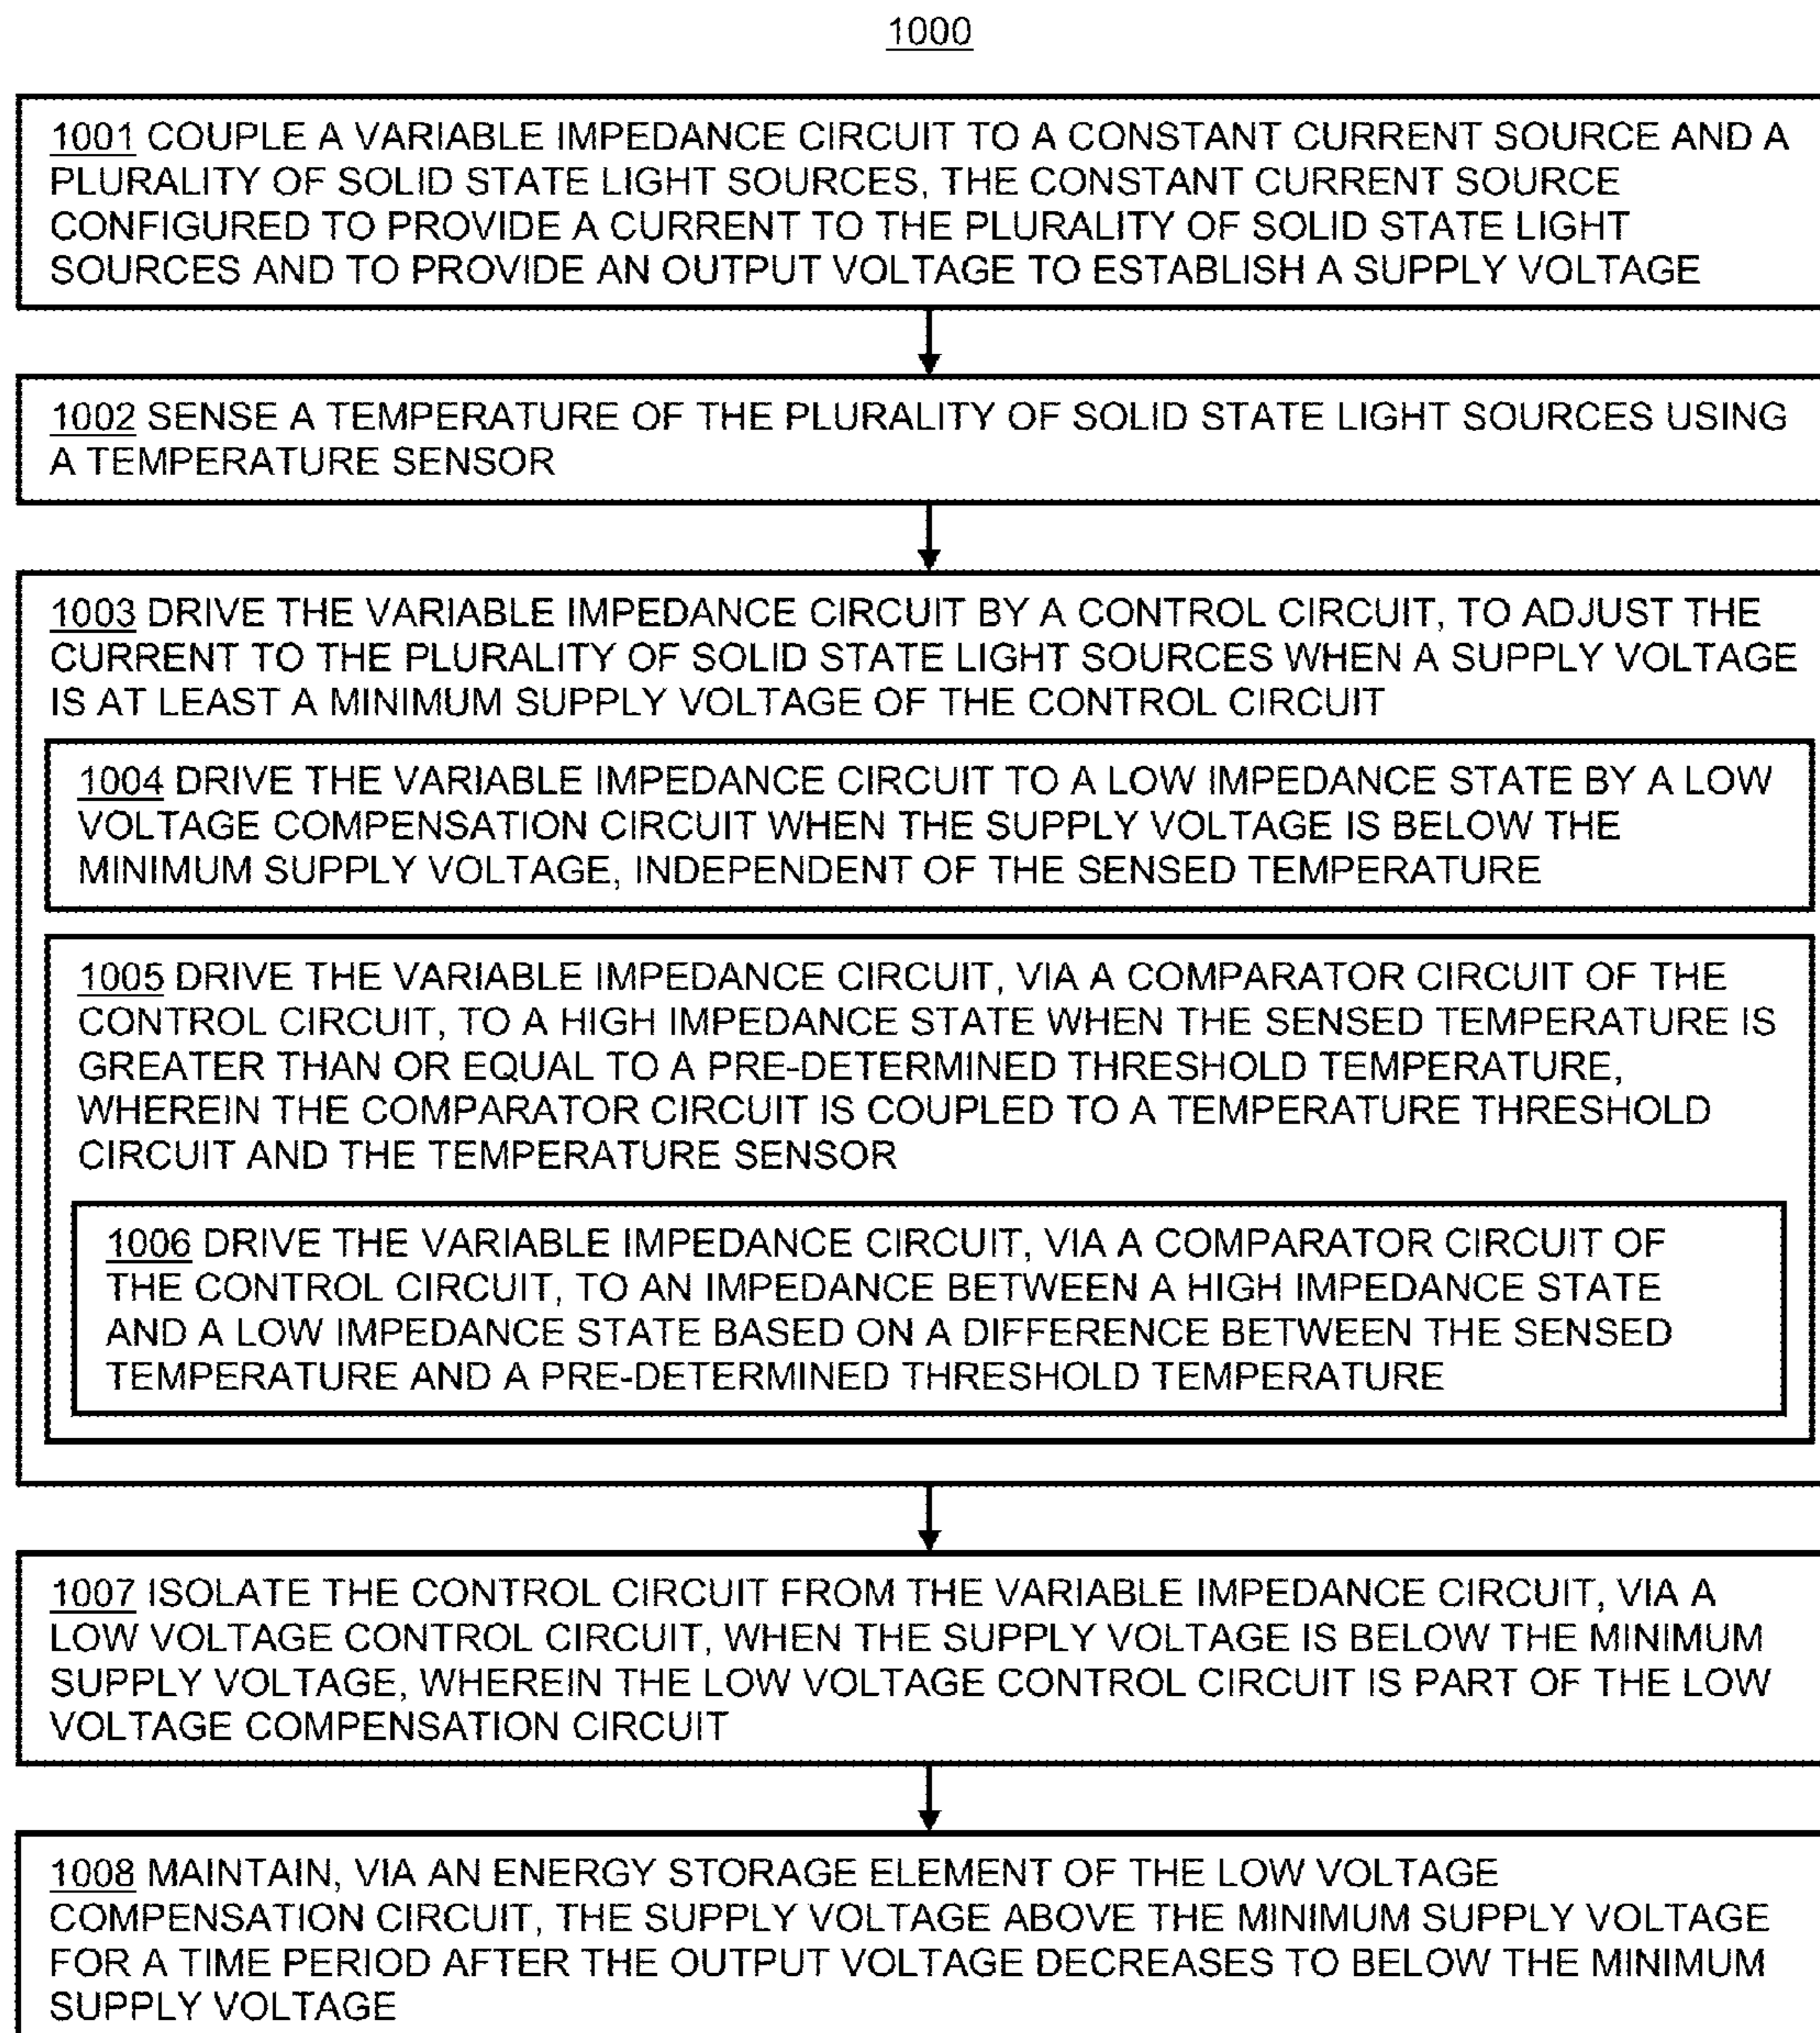 1000
1001 COUPLE A VARIABLE IMPEDANCE CIRCUIT TO A CONSTANT CURRENT SOURCE AND A
PLURALITY OF SOLID STATE LIGHT SOURCES, THE CONSTANT CURRENT SOURCE
CONFIGURED TO PROVIDE A CURRENT TO THE PLURALITY OF SOLID STATE LIGHT
SOURCES AND TO PROVIDE AN OUTPUT VOLTAGE TO ESTABLISH A SUPPLY VOLTAGE
1002 SENSE A TEMPERATURE OF THE PLURALITY OF SOLID STATE LIGHT SOURCES USING
A TEMPERATURE SENSOR
1003 DRIVE THE VARIABLE IMPEDANCE CIRCUIT BY A CONTROL CIRCUIT, TO ADJUST THE
CURRENT TO THE PLURALITY OF SOLID STATE LIGHT SOURCES WHEN A SUPPLY VOLTAGE
IS AT LEAST A MINIMUM SUPPLY VOLTAGE OF THE CONTROL CIRCUIT
1004 DRIVE THE VARIABLE IMPEDANCE CIRCUIT TO A LOW IMPEDANCE STATE BY A LOW
VOLTAGE COMPENSATION CIRCUIT WHEN THE SUPPLY VOLTAGE IS BELOW THE
MINIMUM SUPPLY VOLTAGE, INDEPENDENT OF THE SENSED TEMPERATURE
1005 DRIVE THE VARIABLE IMPEDANCE CIRCUIT, VIA A COMPARATOR CIRCUIT OF THE
CONTROL CIRCUIT, TO A HIGH IMPEDANCE STATE WHEN THE SENSED TEMPERATURE IS
GREATER THAN OR EQUAL TO A PRE-DETERMINED THRESHOLD TEMPERATURE,
WHEREIN THE COMPARATOR CIRCUIT IS COUPLED TO A TEMPERATURE THRESHOLD
CIRCUIT AND THE TEMPERATURE SENSOR
1006 DRIVE THE VARIABLE IMPEDANCE CIRCUIT, VIA A COMPARATOR CIRCUIT OF
THE CONTROL CIRCUIT, TO AN IMPEDANCE BETWEEN A HIGH IMPEDANCE STATE
AND A LOW IMPEDANCE STATE BASED ON A DIFFERENCE BETWEEN THE SENSED
TEMPERATURE AND A PRE-DETERMINED THRESHOLD TEMPERATURE
1007 ISOLATE THE CONTROL CIRCUIT FROM THE VARIABLE IMPEDANCE CIRCUIT, VIA A
LOW VOLTAGE CONTROL CIRCUIT, WHEN THE SUPPLY VOLTAGE IS BELOW THE MINIMUM
SUPPLY VOLTAGE, WHEREIN THE LOW VOLTAGE CONTROL CIRCUIT IS PART OF THE LOW
VOLTAGE COMPENSATION CIRCUIT
1008 MAINTAIN, VIA AN ENERGY STORAGE ELEMENT OF THE LOW VOLTAGE
COMPENSATION CIRCUIT, THE SUPPLY VOLTAGE ABOVE THE MINIMUM SUPPLY VOLTAGE
FOR A TIME PERIOD AFTER THE OUTPUT VOLTAGE DECREASES TO BELOW THE MINIMUM
SUPPLY VOLTAGE